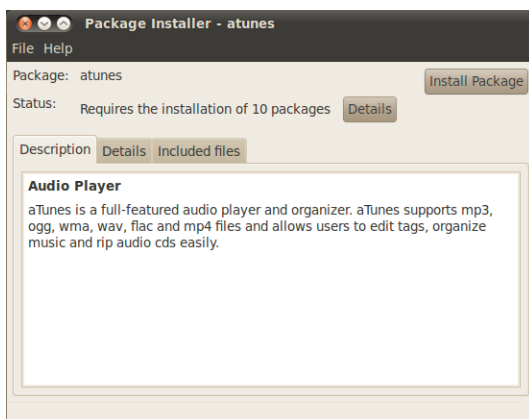 Package Installer - atunes
File Help
Package: atunes
Install Package
Status: Requires the installation of 10 packages Details
Description Details Included files
Audio Player
aTunes is a full-featured audio player and organizer. aTunes supports mp3,
ogg, wma, wav, flac and mp4 files and allows users to edit tags, organize
music and rip audio cds easily.